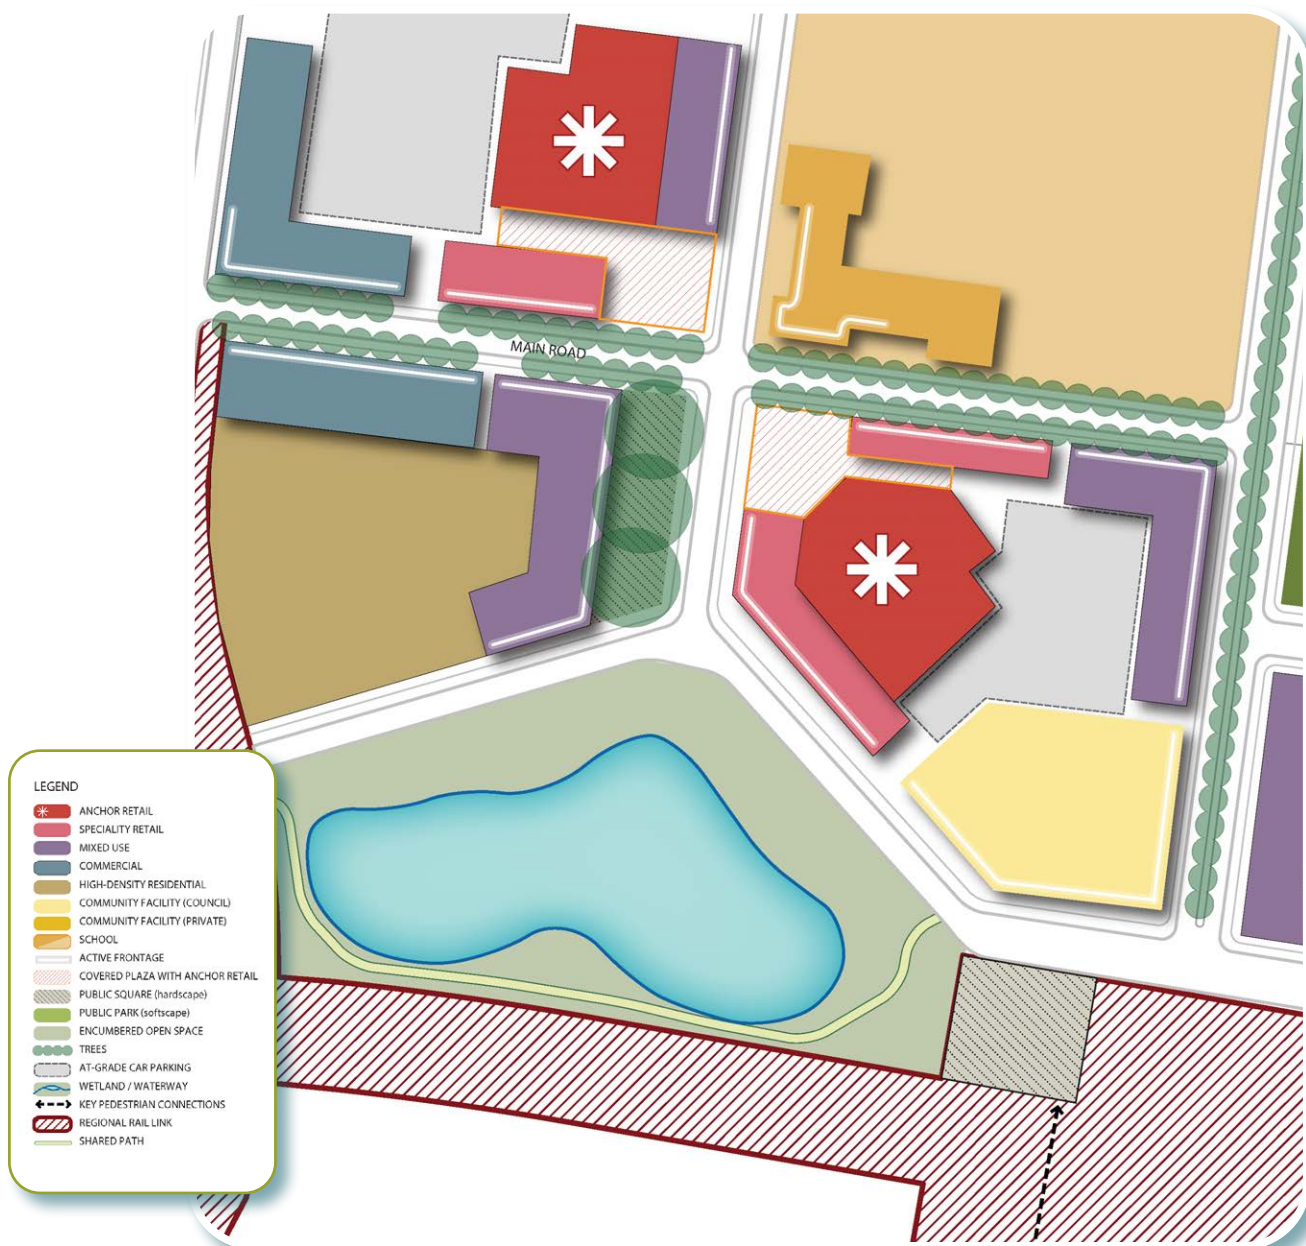 MAIN ROAD
LEGEND
ANCHOR RETAIL
SPECIALITY RETAIL
MIXED USE
COMMERCIAL
HIGH-DENSITY RESIDENTIAL
COMMUNITY FACILITY (COUNCIL)
COMMUNITY FACILITY (PRIVATE)
SCHOOL
ACTIVE FRONTAGE
COVERED PLAZA WITH ANCHOR RETAIL
PUBLIC SQUARE (hardscape)
PUBLIC PARK (softscape)
ENCUMBERED OPEN SPACE
TREES
AT-GRADE CAR PARKING
WETLAND / WATERWAY
KEY PEDESTRIAN CONNECTIONS
REGIONAL RAIL LINK
SHARED PATH